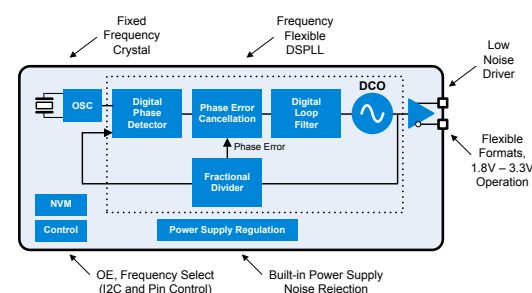 Fixed
Frequency
Crystal
Frequency
Flexible
DSPLL
Low
Noise
Driver
DCO
OSC
Digital
Phase
Detector
Phase Error
Cancellation
Digital
Loop
Filter
Phase Error
Fractional
Divider
Flexible
Formats,
1.8V – 3.3V
Operation
NVM
Control
Power Supply Regulation
OE, Frequency Select
(I2C and Pin Control)
Built-in Power Supply
Noise Rejection